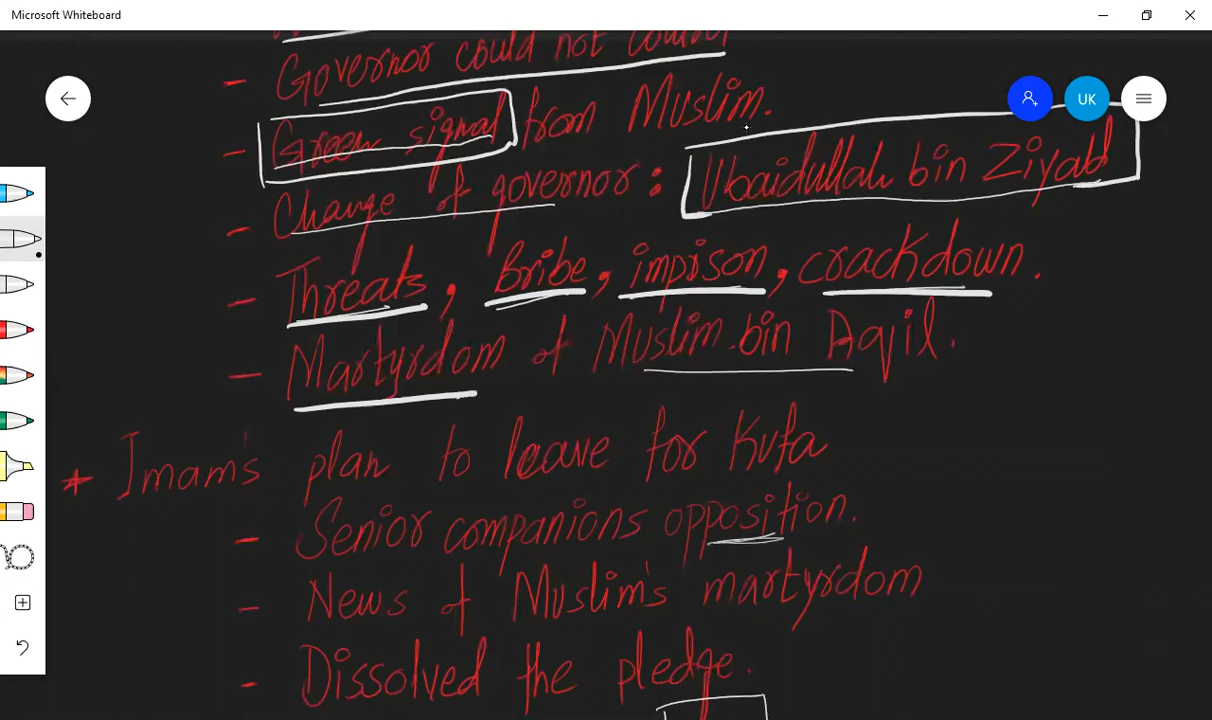 Microsoft Whiteboard
- Governor could not control
- Green signal from Muslim.
UK
- Change of governor: Ubaidullah bin Ziyad
- Threats, Bribe, imprison, crackdown.
- Martyrdom of Muslim bin Aqil.
* Imam's plan to leave for Kufa
- Senior companions opposition.
- News of Muslim's martyrdom
- Dissolved the pledge.